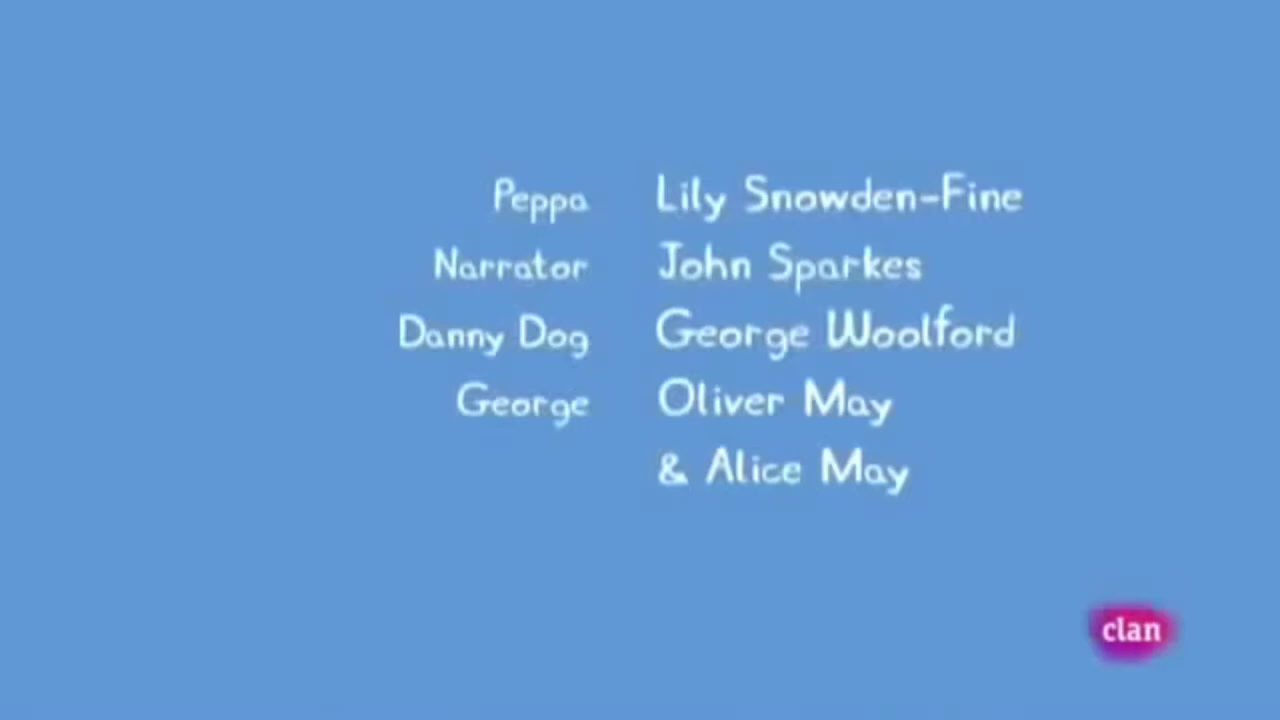 Peppa Lily Snowden-Fine
Narrator John Sparkes
Danny Dog George Woolford
George Oliver May
& Alice May
clan